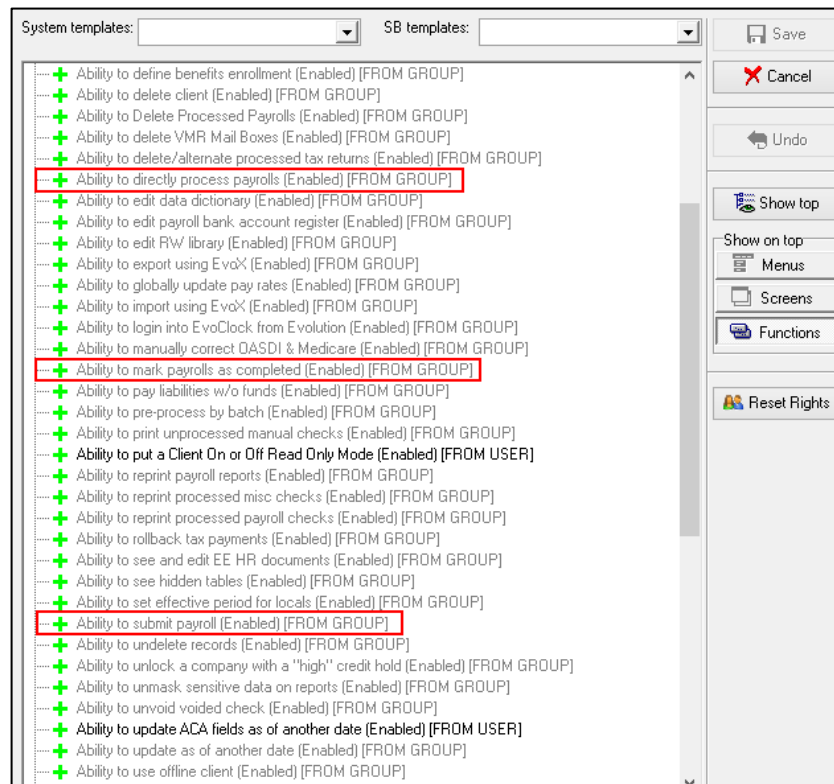 System templates: SB templates:
Ability to define benefits enrollment (Enabled) [FROM GROUP]
Ability to delete client (Enabled) [FROM GROUP]
Ability to Delete Processed Payrolls (Enabled) [FROM GROUP]
Ability to delete VMR Mail Boxes (Enabled) [FROM GROUP]
Ability to delete/alternate processed tax returns (Enabled) [FROM GROUP]
Ability to directly process payrolls (Enabled) [FROM GROUP]
Ability to edit data dictionary (Enabled) [FROM GROUP]
Ability to edit payroll bank account register (Enabled) [FROM GROUP]
Ability to edit RW library (Enabled) [FROM GROUP]
Ability to export using EvoX (Enabled) [FROM GROUP]
Ability to globally update pay rates (Enabled) [FROM GROUP]
Ability to import using EvoX (Enabled) [FROM GROUP]
Ability to login into EvoClock from Evolution (Enabled) [FROM GROUP]
Ability to manually correct OASDI & Medicare (Enabled) [FROM GROUP]
Ability to mark payrolls as completed (Enabled) [FROM GROUP]
Ability to pay liabilities w/o funds (Enabled) [FROM GROUP]
Ability to pre-process by batch (Enabled) [FROM GROUP]
Ability to print unprocessed manual checks (Enabled) [FROM GROUP]
Ability to put a Client On or Off Read Only Mode (Enabled) [FROM USER]
Ability to reprint payroll reports (Enabled) [FROM GROUP]
Ability to reprint processed misc checks (Enabled) [FROM GROUP]
Ability to reprint processed payroll checks (Enabled) [FROM GROUP]
Ability to rollback tax payments (Enabled) [FROM GROUP]
Ability to see and edit EE HR documents (Enabled) [FROM GROUP]
Ability to see hidden tables (Enabled) [FROM GROUP]
Ability to set effective period for locals (Enabled) [FROM GROUP]
Ability to submit payroll (Enabled) [FROM GROUP]
Ability to undelete records (Enabled) [FROM GROUP]
Ability to unlock a company with a "high" credit hold (Enabled) [FROM GROUP]
Ability to unmask sensitive data on reports (Enabled) [FROM GROUP]
Ability to unvoid voided check (Enabled) [FROM GROUP]
Ability to update ACA fields as of another date (Enabled) [FROM USER]
Ability to update as of another date (Enabled) [FROM GROUP]
Ability to use offline client (Enabled) [FROM GROUP]
Save
Cancel
Undo
Show top
Show on top
Menus
Screens
Functions
Reset Rights